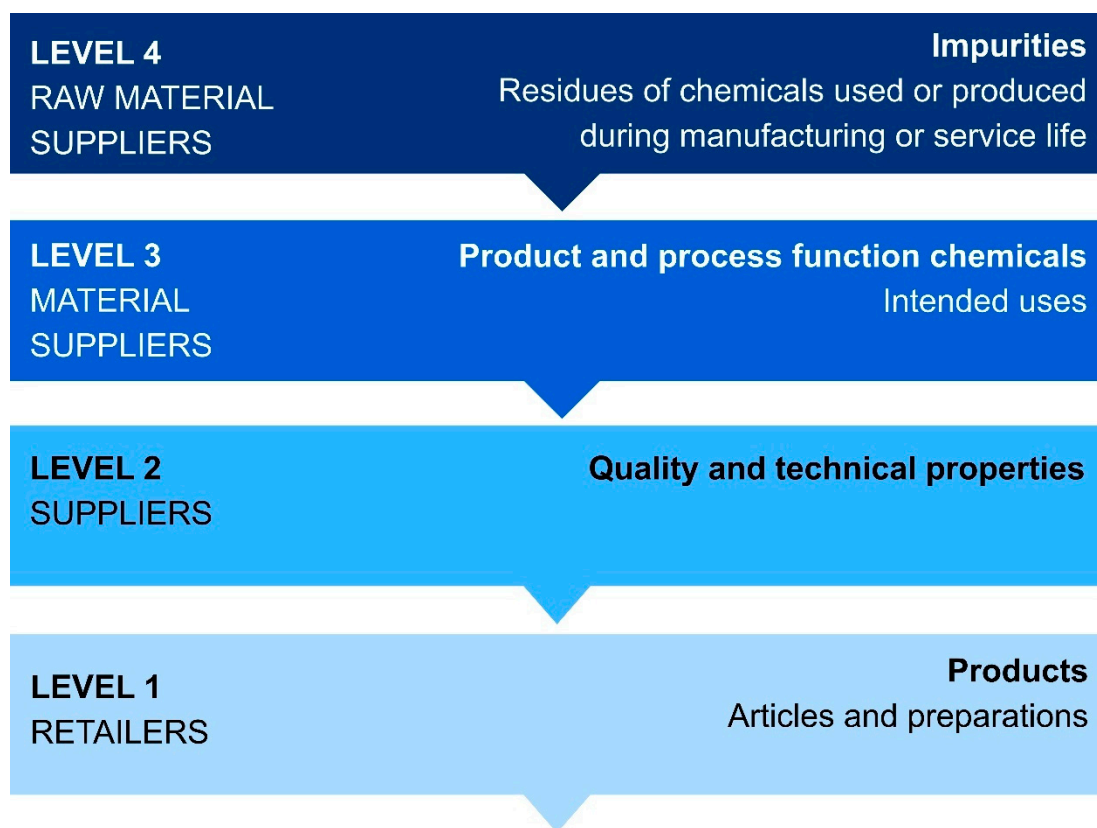 LEVEL 4
RAW MATERIAL
SUPPLIERS
Impurities
Residues of chemicals used or produced
during manufacturing or service life
LEVEL 3
MATERIAL
SUPPLIERS
Product and process function chemicals
Intended uses
LEVEL 2
SUPPLIERS
Quality and technical properties
LEVEL 1
RETAILERS
Products
Articles and preparations